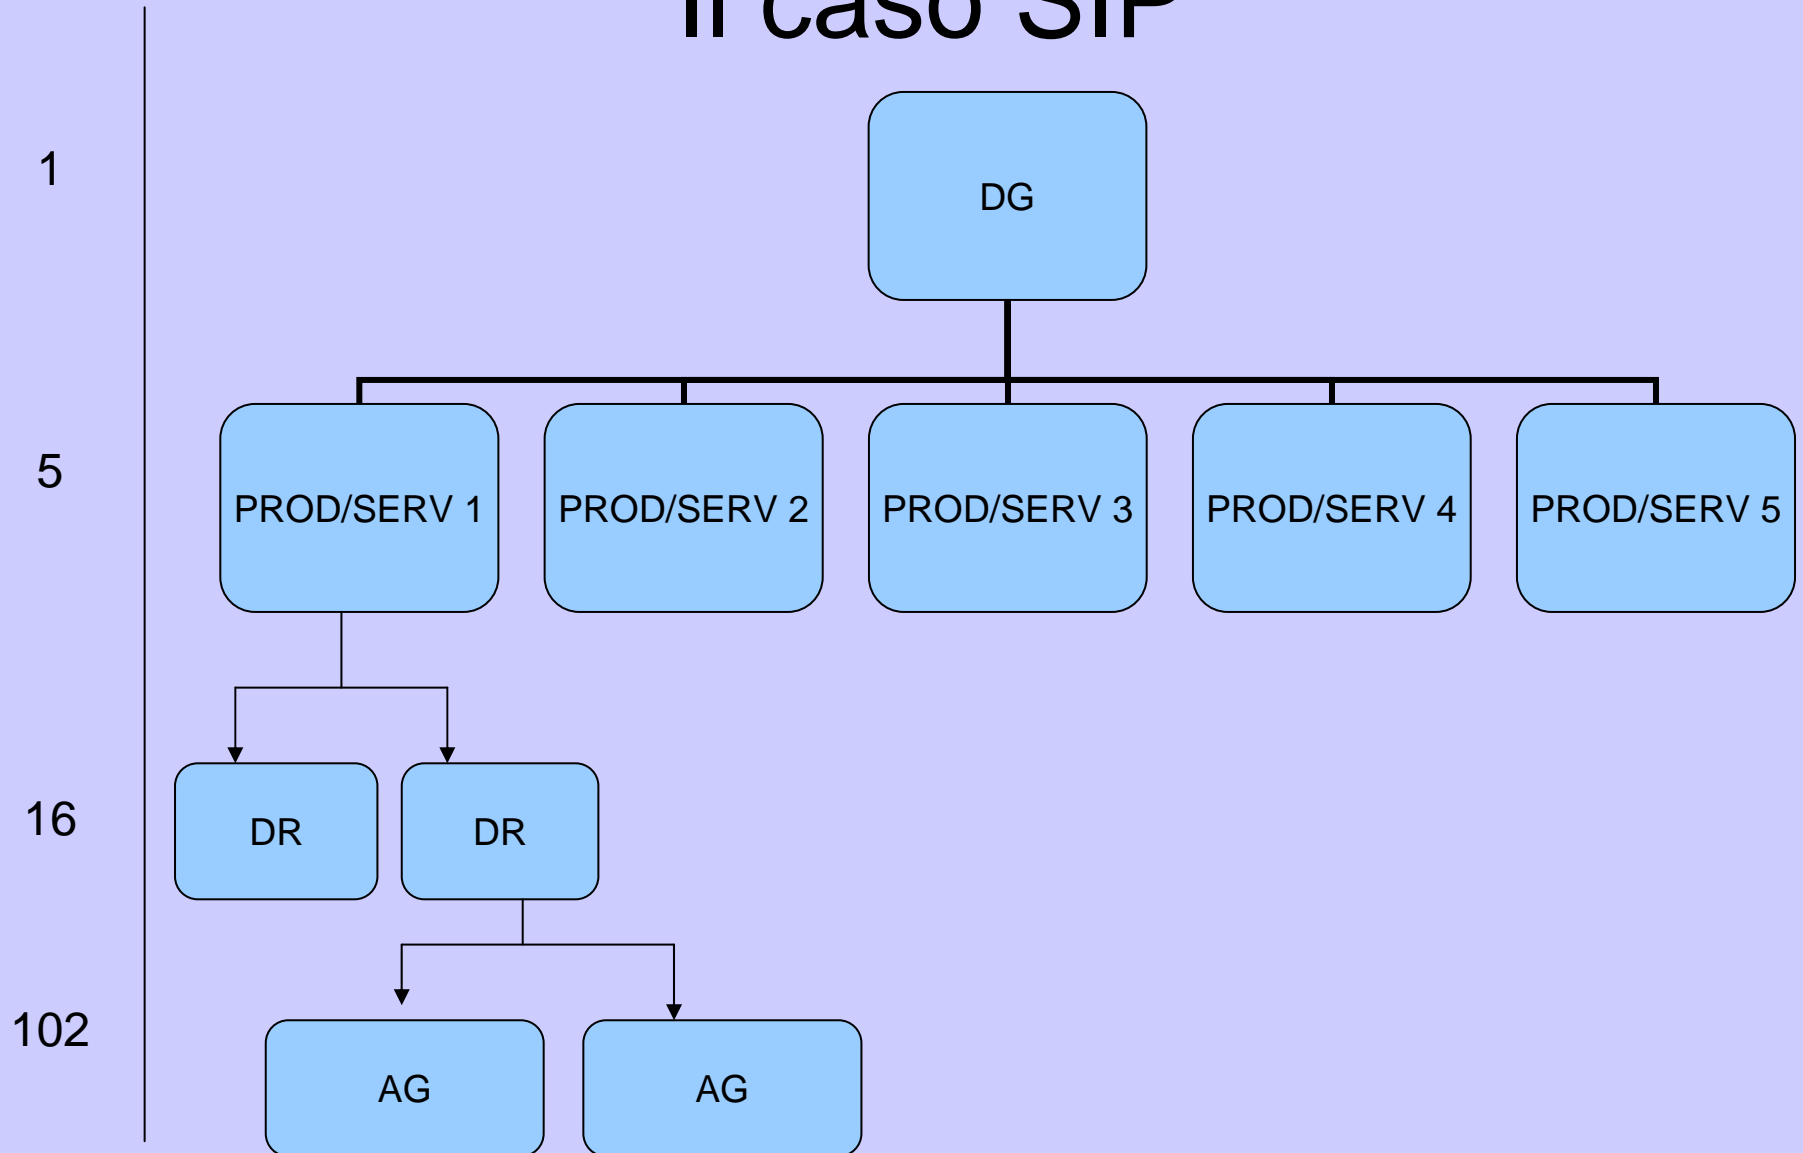 Il caso SIP
1
DG
5
PROD/SERV 1 PROD/SERV 2 PROD/SERV 3 PROD/SERV 4 PROD/SERV 5
16
DR DR
102
AG AG